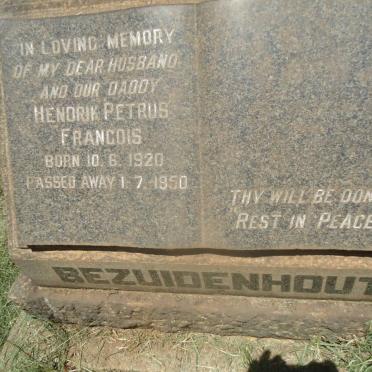 IN LOVING MEMORY
OF MY DEAR HUSBAND
AND OUR DADDY
HENDRIK PETRUS
FRANCOIS
BORN 10.6.1920
PASSED AWAY 1.7.1950
THY WILL BE DON
REST IN PEACE
BEZUIDENHOUT